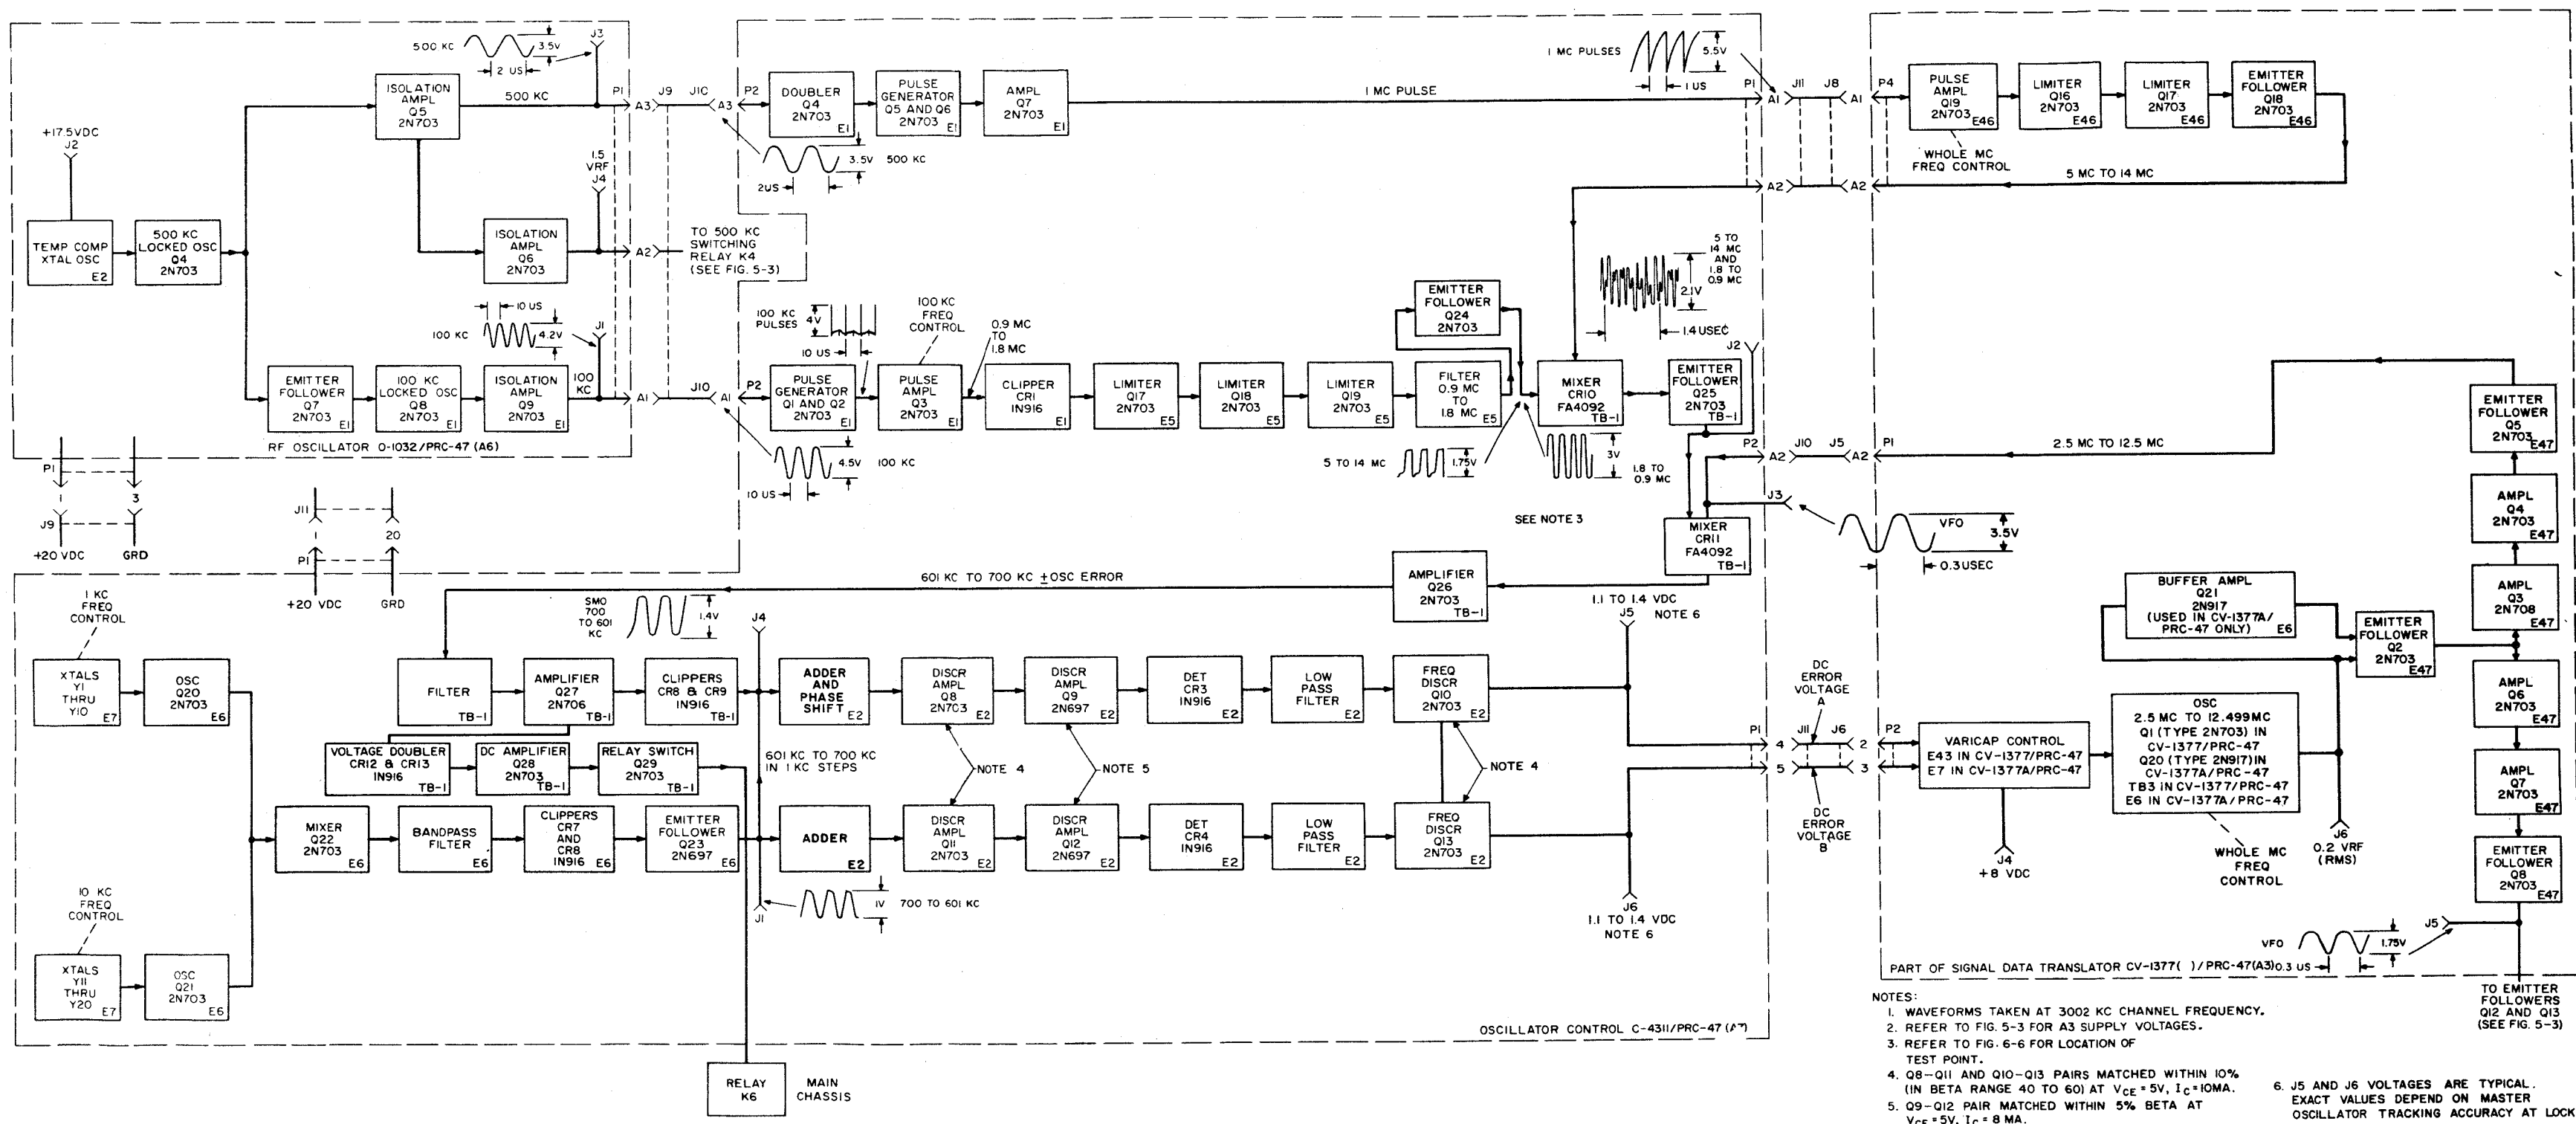 500 KC
3.5V
2 US
J3
+17.5VDC
J2
TEMP COMP
XTAL OSC
E2
500 KC
LOCKED OSC
Q4
2N703
ISOLATION
AMPL
Q5
2N703
500 KC
P1
A3
J9
J10
A3
P2
1.5
VRF
J4
ISOLATION
AMPL
Q6
2N703
A2
TO 500 KC
SWITCHING
RELAY K4
(SEE FIG. 5-3)
10 US
100 KC
4.2V
J1
EMITTER
FOLLOWER
Q7
2N703
E1
100 KC
LOCKED OSC
Q8
2N703
E1
ISOLATION
AMPL
Q9
2N703
E1
100
KC
A1
J10
A1
P2
RF OSCILLATOR O-1032/PRC-47 (A6)
P1
1
3
J9
+20 VDC
GRD
J11
1
20
P1
+20 VDC
GRD
DOUBLER
Q4
2N703
E1
PULSE
GENERATOR
Q5 AND Q6
2N703
E1
AMPL
Q7
2N703
E1
3.5V
500 KC
2US
1 MC PULSE
1 MC PULSES
5.5V
1 US
P1
A1
J11
J8
A1
P4
A2
A2
PULSE
AMPL
Q19
2N703
E46
LIMITER
Q16
2N703
E46
LIMITER
Q17
2N703
E46
EMITTER
FOLLOWER
Q18
2N703
E46
WHOLE MC
FREQ CONTROL
5 MC TO 14 MC
100 KC
PULSES
4V
10 US
100 KC
FREQ
CONTROL
0.9 MC
TO
1.8 MC
PULSE
GENERATOR
Q1 AND Q2
2N703
E1
PULSE
AMPL
Q3
2N703
E1
CLIPPER
CR1
IN916
E1
LIMITER
Q17
2N703
E5
LIMITER
Q18
2N703
E5
LIMITER
Q19
2N703
E5
FILTER
0.9 MC
TO
1.8 MC
E5
EMITTER
FOLLOWER
Q24
2N703
5 TO
14 MC
AND
1.8 TO
0.9 MC
2.1V
1.4USEC
MIXER
CR10
FA4092
TB-1
EMITTER
FOLLOWER
Q25
2N703
TB-1
J2
4.5V
100 KC
10 US
5 TO 14 MC
1.75V
3V
1.8 TO
0.9 MC
SEE NOTE 3
P2
A2
J10
J5
A2
P1
2.5 MC TO 12.5 MC
J3
VFO
3.5V
0.3USEC
MIXER
CR11
FA4092
TB-1
AMPLIFIER
Q26
2N703
TB-1
601 KC TO 700 KC ±OSC ERROR
1.1 TO 1.4 VDC
J5
NOTE 6
1 KC
FREQ
CONTROL
XTALS
Y1
THRU
Y10
E7
OSC
Q20
2N703
E6
SMO
700
TO 601
KC
1.4V
J4
FILTER
TB-1
AMPLIFIER
Q27
2N706
TB-1
CLIPPERS
CR8 & CR9
IN916
TB-1
ADDER
AND
PHASE
SHIFT
E2
DISCR
AMPL
Q8
2N703
E2
DISCR
AMPL
Q9
2N697
E2
DET
CR3
IN916
E2
LOW
PASS
FILTER
E2
FREQ
DISCR
Q10
2N703
E2
VOLTAGE DOUBLER
CR12 & CR13
IN916
TB-1
DC AMPLIFIER
Q28
2N703
TB-1
RELAY SWITCH
Q29
2N703
TB-1
601 KC TO 700 KC
IN 1 KC STEPS
NOTE 4
NOTE 5
NOTE 4
MIXER
Q22
2N703
E6
BANDPASS
FILTER
E6
CLIPPERS
CR7
AND
CR8
IN916
E6
EMITTER
FOLLOWER
Q23
2N697
E6
ADDER
E2
DISCR
AMPL
Q11
2N703
E2
DISCR
AMPL
Q12
2N697
E2
DET
CR4
IN916
E2
LOW
PASS
FILTER
E2
FREQ
DISCR
Q13
2N703
E2
J1
1V
700 TO 601 KC
J6
1.1 TO 1.4 VDC
NOTE 6
10 KC
FREQ
CONTROL
XTALS
Y11
THRU
Y20
E7
OSC
Q21
2N703
E6
OSCILLATOR CONTROL C-4311/PRC-47
RELAY
K6
MAIN
CHASSIS
DC
ERROR
VOLTAGE
A
P1
4
J11
J6
2
P2
5
3
DC
ERROR
VOLTAGE
B
VARICAP CONTROL
E43 IN CV-1377/PRC-47
E7 IN CV-1377A/PRC-47
J4
+8 VDC
OSC
2.5 MC TO 12.499MC
Q1 (TYPE 2N703) IN
CV-1377/PRC-47
Q20 (TYPE 2N917)IN
CV-1377A/PRC-47
TB3 IN CV-1377/PRC-47
E6 IN CV-1377A/PRC-47
WHOLE MC
FREQ
CONTROL
J6
0.2 VRF
(RMS)
BUFFER AMPL
Q21
2N917
(USED IN CV-1377A/
PRC-47 ONLY)
E6
EMITTER
FOLLOWER
Q2
2N703
E47
EMITTER
FOLLOWER
Q5
2N703
E47
AMPL
Q4
2N703
E47
AMPL
Q3
2N708
E47
AMPL
Q6
2N703
E47
AMPL
Q7
2N703
E47
EMITTER
FOLLOWER
Q8
2N703
E47
J5
VFO
1.75V
0.3 US
PART OF SIGNAL DATA TRANSLATOR CV-1377( )/PRC-47(A3)
TO EMITTER
FOLLOWERS
Q12 AND Q13
(SEE FIG. 5-3)
NOTES:
1. WAVEFORMS TAKEN AT 3002 KC CHANNEL FREQUENCY.
2. REFER TO FIG. 5-3 FOR A3 SUPPLY VOLTAGES.
3. REFER TO FIG. 6-6 FOR LOCATION OF
TEST POINT.
4. Q8-Q11 AND Q10-Q13 PAIRS MATCHED WITHIN 10%
(IN BETA RANGE 40 TO 60) AT VCE = 5V, IC = 10MA.
5. Q9-Q12 PAIR MATCHED WITHIN 5% BETA AT
VCE = 5V, IC = 8 MA.
6. J5 AND J6 VOLTAGES ARE TYPICAL.
EXACT VALUES DEPEND ON MASTER
OSCILLATOR TRACKING ACCURACY AT LOCK